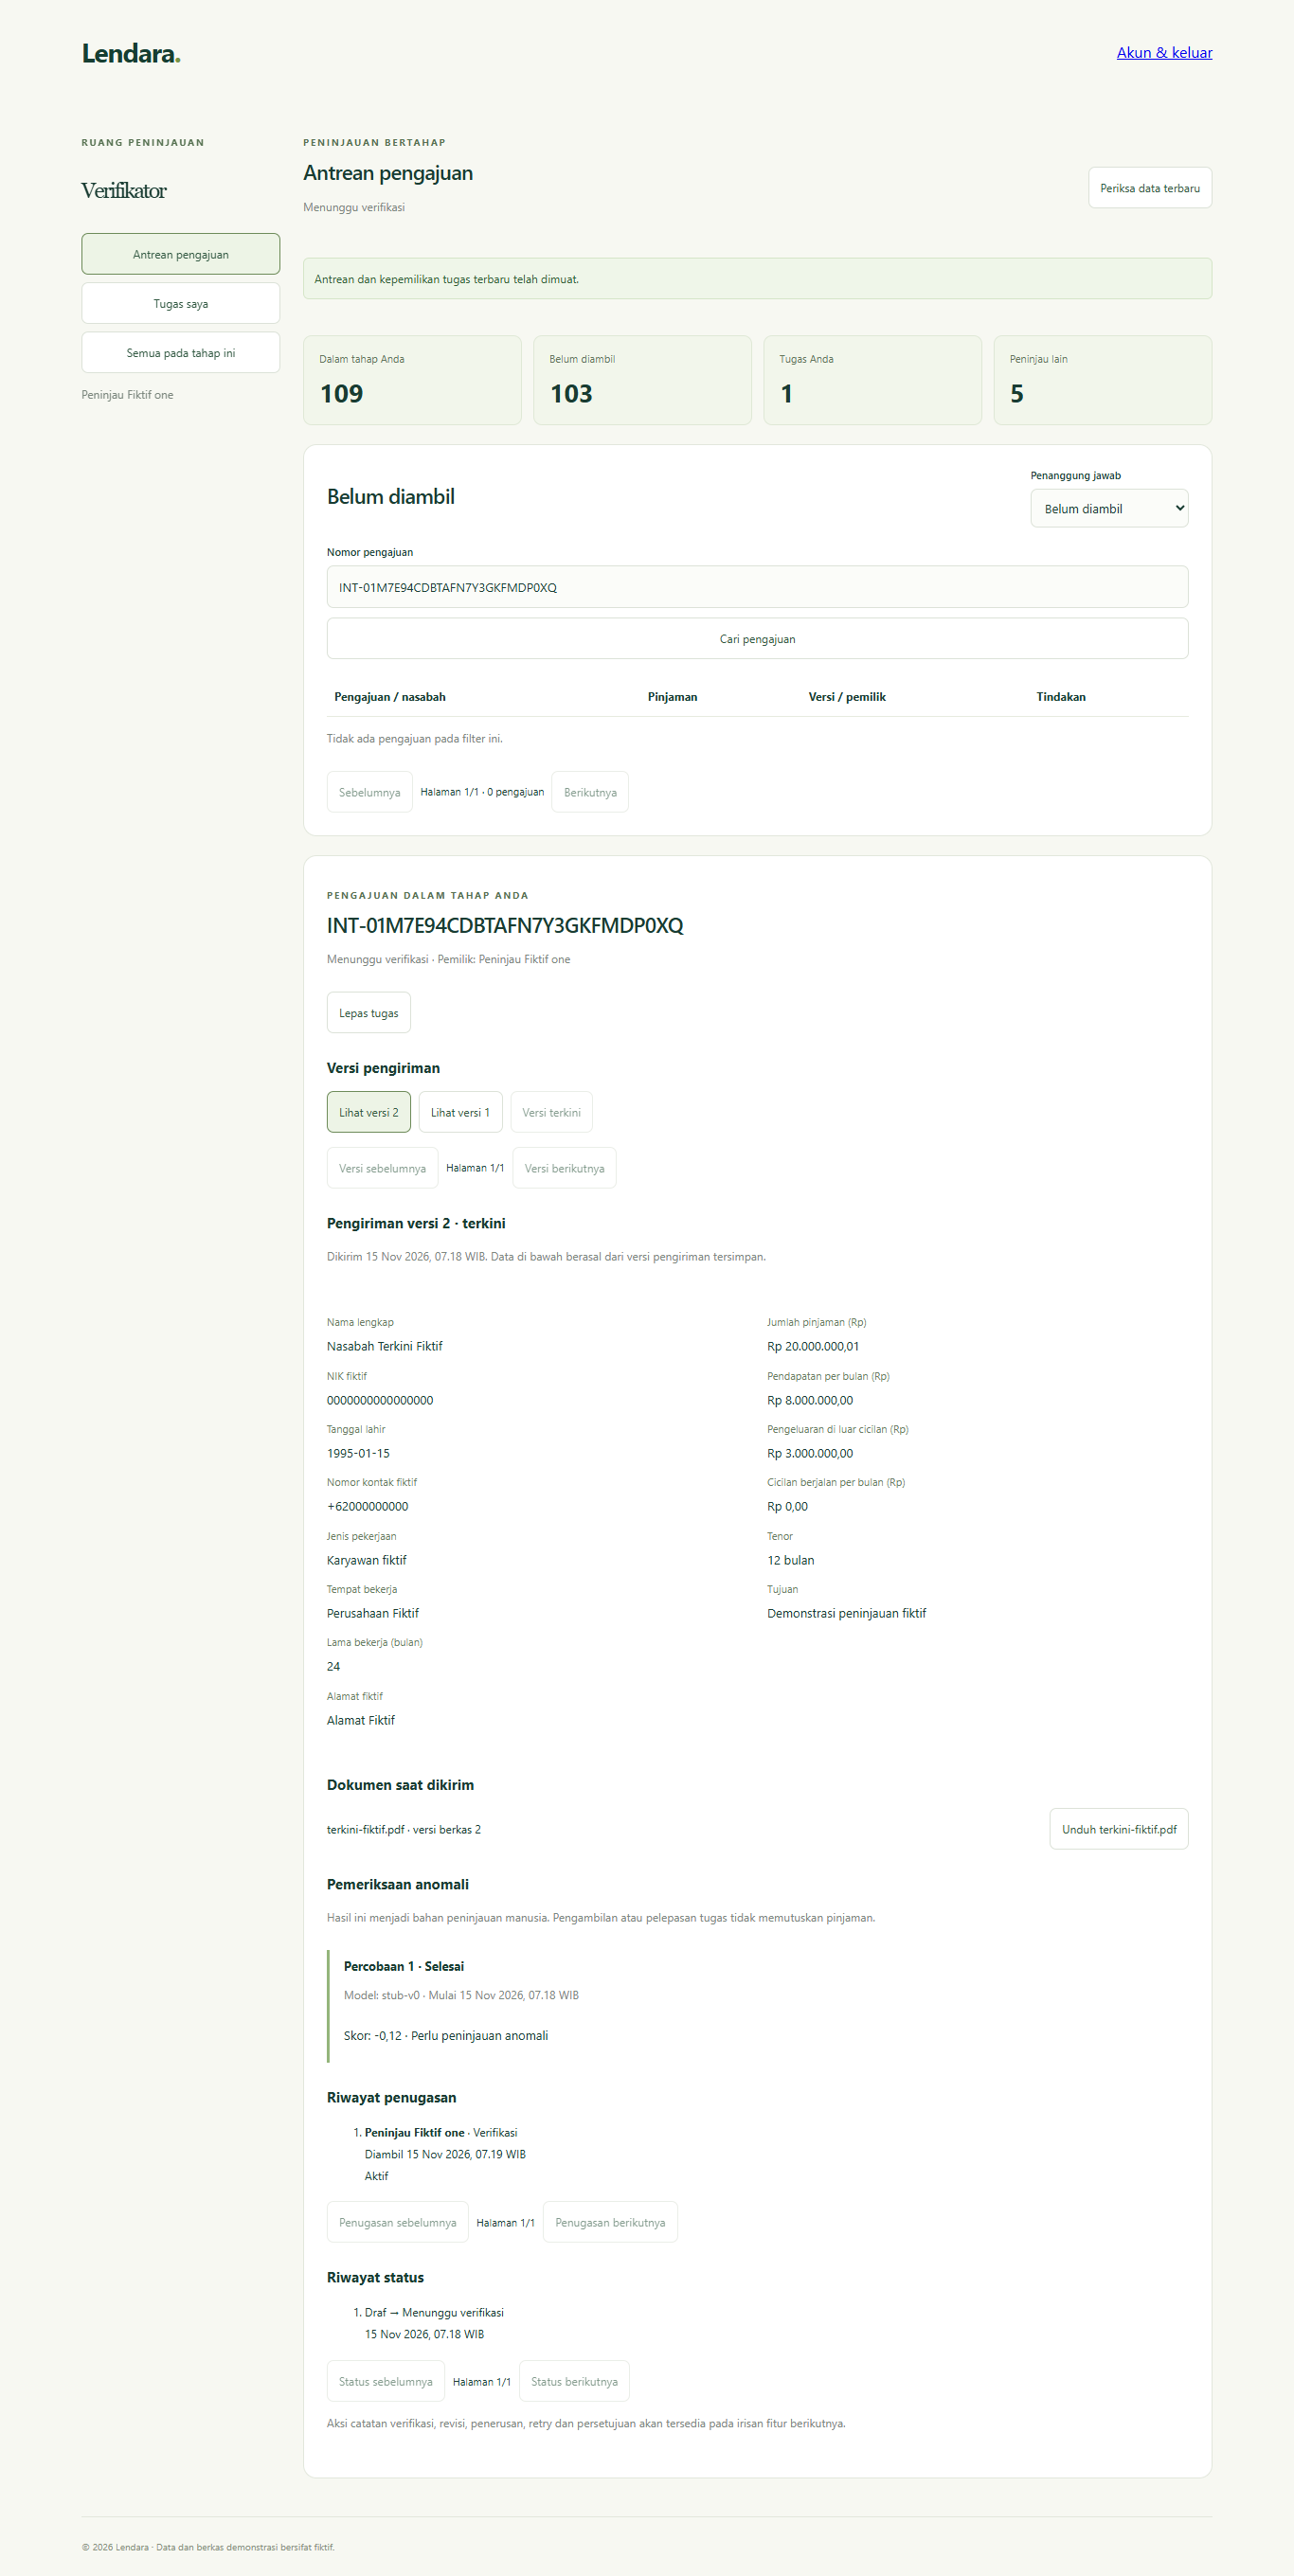 Lendara.
Akun & keluar
RUANG PENINJAUAN
Verifikator
Antrean pengajuan
Tugas saya
Semua pada tahap ini
Peninjau Fiktif one
PENINJAUAN BERTAHAP
Antrean pengajuan
Menunggu verifikasi
Periksa data terbaru
Antrean dan kepemilikan tugas terbaru telah dimuat.
Dalam tahap Anda
109
Belum diambil
103
Tugas Anda
1
Peninjau lain
5
Belum diambil
Penanggung jawab
Belum diambil
Nomor pengajuan
INT-01M7E94CDBTAFN7Y3GKFMDP0XQ
Cari pengajuan
Pengajuan / nasabah Pinjaman Versi / pemilik Tindakan
Tidak ada pengajuan pada filter ini.
Sebelumnya Halaman 1/1 · 0 pengajuan Berikutnya
PENGAJUAN DALAM TAHAP ANDA
INT-01M7E94CDBTAFN7Y3GKFMDP0XQ
Menunggu verifikasi · Pemilik: Peninjau Fiktif one
Lepas tugas
Versi pengiriman
Lihat versi 2 Lihat versi 1 Versi terkini
Versi sebelumnya Halaman 1/1 Versi berikutnya
Pengiriman versi 2 · terkini
Dikirim 15 Nov 2026, 07.18 WIB. Data di bawah berasal dari versi pengiriman tersimpan.
Nama lengkap
Nasabah Terkini Fiktif
NIK fiktif
0000000000000000
Tanggal lahir
1995-01-15
Nomor kontak fiktif
+62000000000
Jenis pekerjaan
Karyawan fiktif
Tempat bekerja
Perusahaan Fiktif
Lama bekerja (bulan)
24
Alamat fiktif
Alamat Fiktif
Jumlah pinjaman (Rp)
Rp 20.000.000,01
Pendapatan per bulan (Rp)
Rp 8.000.000,00
Pengeluaran di luar cicilan (Rp)
Rp 3.000.000,00
Cicilan berjalan per bulan (Rp)
Rp 0,00
Tenor
12 bulan
Tujuan
Demonstrasi peninjauan fiktif
Dokumen saat dikirim
terkini-fiktif.pdf · versi berkas 2
Unduh terkini-fiktif.pdf
Pemeriksaan anomali
Hasil ini menjadi bahan peninjauan manusia. Pengambilan atau pelepasan tugas tidak memutuskan pinjaman.
Percobaan 1 · Selesai
Model: stub-v0 · Mulai 15 Nov 2026, 07.18 WIB
Skor: -0,12 · Perlu peninjauan anomali
Riwayat penugasan
1. Peninjau Fiktif one · Verifikasi
Diambil 15 Nov 2026, 07.19 WIB
Aktif
Penugasan sebelumnya Halaman 1/1 Penugasan berikutnya
Riwayat status
1. Draf → Menunggu verifikasi
15 Nov 2026, 07.18 WIB
Status sebelumnya Halaman 1/1 Status berikutnya
Aksi catatan verifikasi, revisi, penerusan, retry dan persetujuan akan tersedia pada irisan fitur berikutnya.
© 2026 Lendara · Data dan berkas demonstrasi bersifat fiktif.